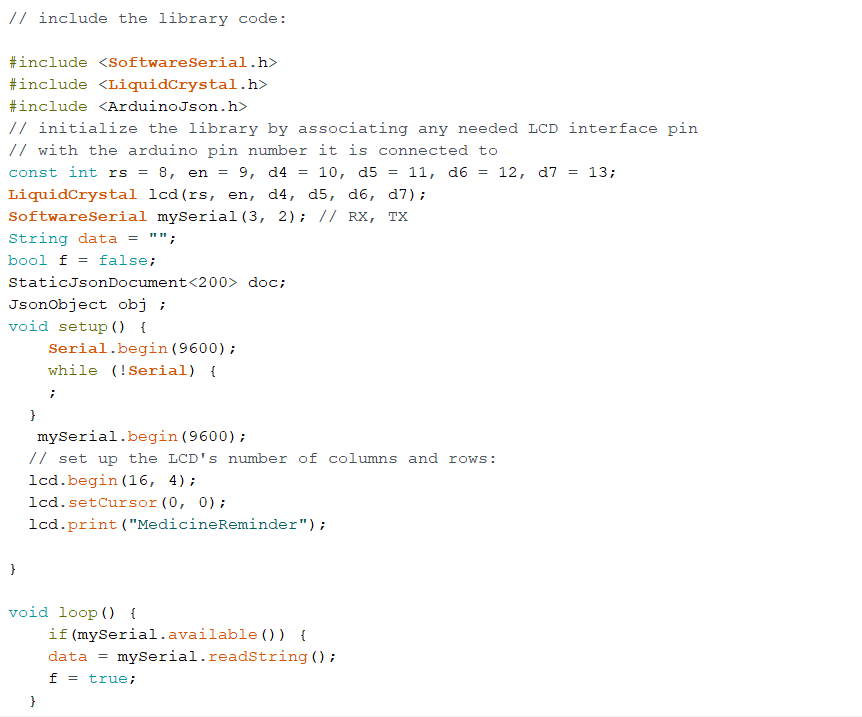 // include the library code:
#include <SoftwareSerial.h>
#include <LiquidCrystal.h>
#include <ArduinoJson.h>
// initialize the library by associating any needed LCD interface pin
// with the arduino pin number it is connected to
const int rs = 8, en = 9, d4 = 10, d5 = 11, d6 = 12, d7 = 13;
LiquidCrystal lcd(rs, en, d4, d5, d6, d7);
SoftwareSerial mySerial(3, 2); // RX, TX
String data = "";
bool f = false;
StaticJsonDocument<200> doc;
JsonObject obj ;
void setup() {
    Serial.begin(9600);
    while (!Serial) {
    ;
  }
   mySerial.begin(9600);
  // set up the LCD's number of columns and rows:
  lcd.begin(16, 4);
  lcd.setCursor(0, 0);
  lcd.print("MedicineReminder");
}
void loop() {
    if(mySerial.available()) {
    data = mySerial.readString();
    f = true;
  }